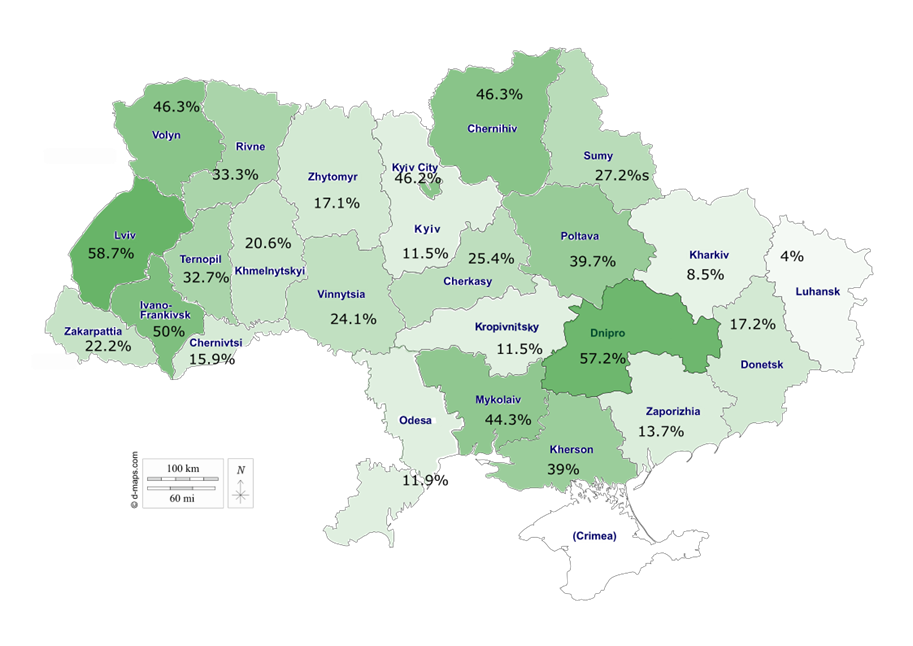 46.3%
Volyn
Rivne
33.3%
46.3%
Chernihiv
Sumy
27.2%s
Zhytomyr
17.1%
Kyiv City
46.2%
Kyiv
11.5%
Lviv
58.7%
Ternopil
32.7%
20.6%
Khmelnytskyi
25.4%
Cherkasy
Poltava
39.7%
Kharkiv
8.5%
4%
Luhansk
Ivano-
Frankivsk
50%
Zakarpattia
22.2%
Chernivtsi
15.9%
Vinnytsia
24.1%
Kropivnitsky
11.5%
Dnipro
57.2%
17.2%
Donetsk
Odesa
11.9%
Mykolaiv
44.3%
Kherson
39%
Zaporizhia
13.7%
(Crimea)
© d-maps.com
100 km
60 mi
N